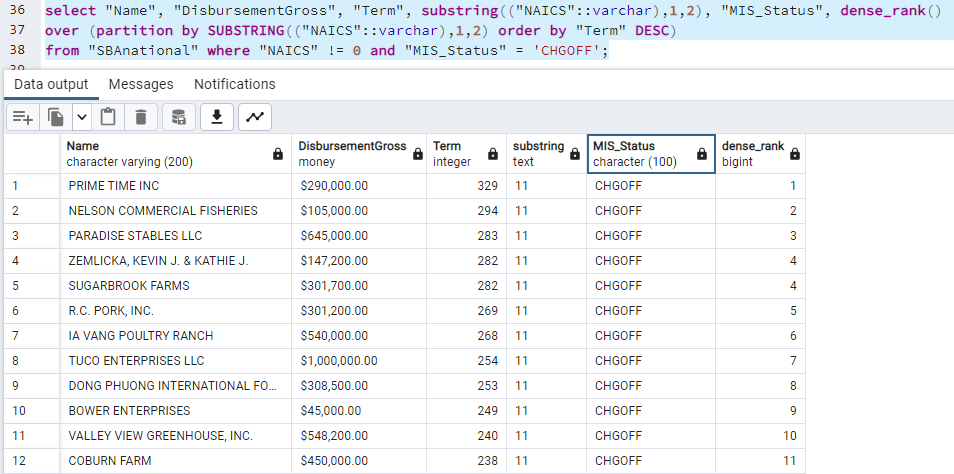 36 select "Name", "DisbursementGross", "Term", substring(("NAICS"::varchar),1,2), "MIS_Status", dense_rank()
37 over (partition by SUBSTRING(("NAICS"::varchar),1,2) order by "Term" DESC)
38 from "SBAnational" where "NAICS" != 0 and "MIS_Status" = 'CHGOFF';
39
Data output Messages Notifications
Name DisbursementGross Term substring MIS_Status dense_rank
character varying (200) money integer text character (100) bigint
1 PRIME TIME INC $290,000.00 329 11 CHGOFF 1
2 NELSON COMMERCIAL FISHERIES $105,000.00 294 11 CHGOFF 2
3 PARADISE STABLES LLC $645,000.00 283 11 CHGOFF 3
4 ZEMLICKA, KEVIN J. & KATHIE J. $147,200.00 282 11 CHGOFF 4
5 SUGARBROOK FARMS $301,700.00 282 11 CHGOFF 4
6 R.C. PORK, INC. $301,200.00 269 11 CHGOFF 5
7 IA VANG POULTRY RANCH $540,000.00 268 11 CHGOFF 6
8 TUCO ENTERPRISES LLC $1,000,000.00 254 11 CHGOFF 7
9 DONG PHUONG INTERNATIONAL FO... $308,500.00 253 11 CHGOFF 8
10 BOWER ENTERPRISES $45,000.00 249 11 CHGOFF 9
11 VALLEY VIEW GREENHOUSE, INC. $548,200.00 240 11 CHGOFF 10
12 COBURN FARM $450,000.00 238 11 CHGOFF 11